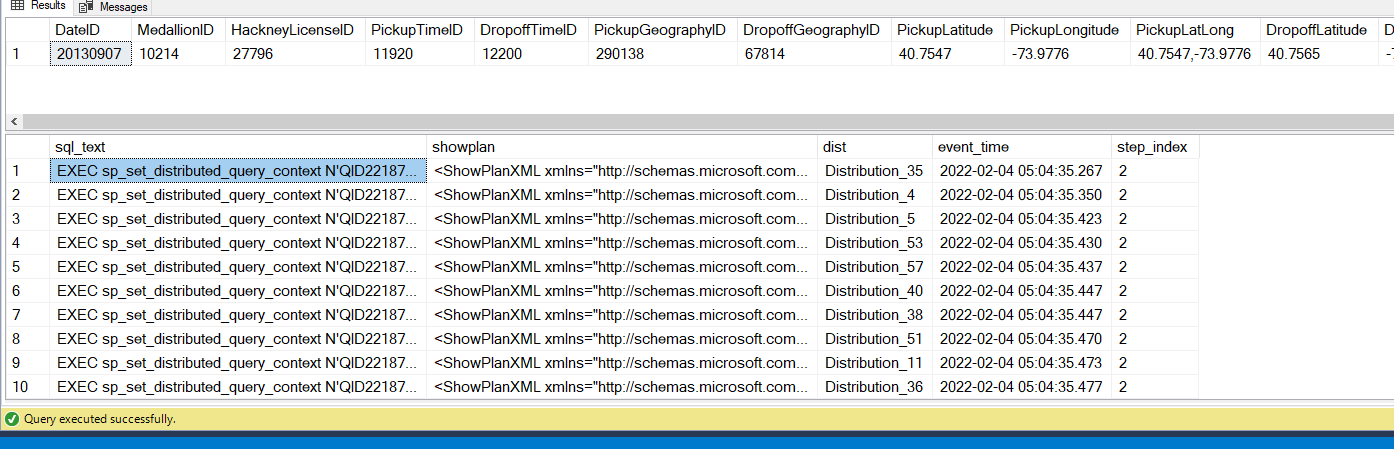 Results Messages
DateID MedallionID HackneyLicenseID PickupTimeID DropoffTimeID PickupGeographyID DropoffGeographyID PickupLatitude PickupLongitude PickupLatLong DropoffLatitude D
1 20130907 10214 27796 11920 12200 290138 67814 40.7547 -73.9776 40.7547,-73.9776 40.7565 -7
sql_text showplan dist event_time step_index
1 EXEC sp_set_distributed_query_context N'QID22187... <ShowPlanXML xmlns="http://schemas.microsoft.com... Distribution_35 2022-02-04 05:04:35.267 2
2 EXEC sp_set_distributed_query_context N'QID22187... <ShowPlanXML xmlns="http://schemas.microsoft.com... Distribution_4 2022-02-04 05:04:35.350 2
3 EXEC sp_set_distributed_query_context N'QID22187... <ShowPlanXML xmlns="http://schemas.microsoft.com... Distribution_5 2022-02-04 05:04:35.423 2
4 EXEC sp_set_distributed_query_context N'QID22187... <ShowPlanXML xmlns="http://schemas.microsoft.com... Distribution_53 2022-02-04 05:04:35.430 2
5 EXEC sp_set_distributed_query_context N'QID22187... <ShowPlanXML xmlns="http://schemas.microsoft.com... Distribution_57 2022-02-04 05:04:35.437 2
6 EXEC sp_set_distributed_query_context N'QID22187... <ShowPlanXML xmlns="http://schemas.microsoft.com... Distribution_40 2022-02-04 05:04:35.447 2
7 EXEC sp_set_distributed_query_context N'QID22187... <ShowPlanXML xmlns="http://schemas.microsoft.com... Distribution_38 2022-02-04 05:04:35.447 2
8 EXEC sp_set_distributed_query_context N'QID22187... <ShowPlanXML xmlns="http://schemas.microsoft.com... Distribution_51 2022-02-04 05:04:35.470 2
9 EXEC sp_set_distributed_query_context N'QID22187... <ShowPlanXML xmlns="http://schemas.microsoft.com... Distribution_11 2022-02-04 05:04:35.473 2
10 EXEC sp_set_distributed_query_context N'QID22187... <ShowPlanXML xmlns="http://schemas.microsoft.com... Distribution_36 2022-02-04 05:04:35.477 2
Query executed successfully.